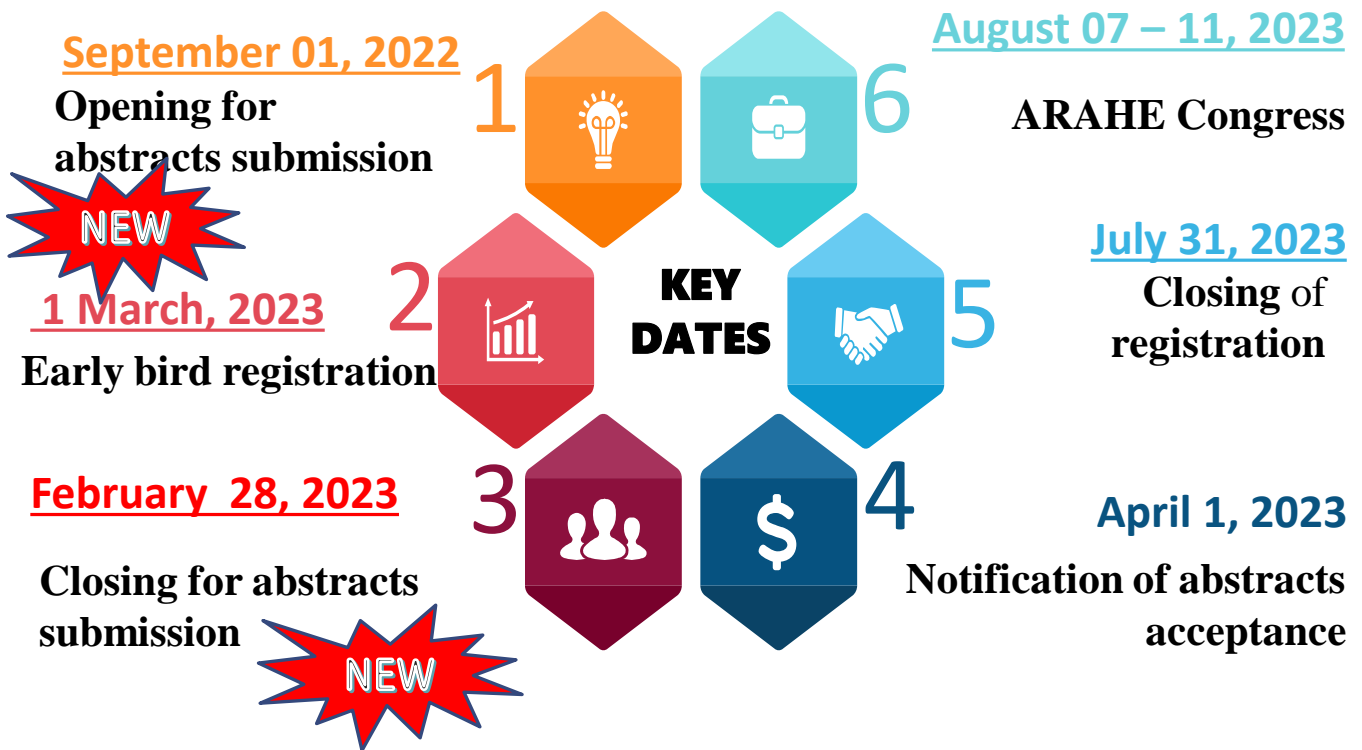 September 01, 2022
1
Opening for
abstracts submission
NEW
1 March, 2023
2
Early bird registration
February 28, 2023
3
Closing for abstracts
submission
NEW
KEY
DATES
4
April 1, 2023
Notification of abstracts
acceptance
5
July 31, 2023
Closing of
registration
6
August 07 – 11, 2023
ARAHE Congress
$